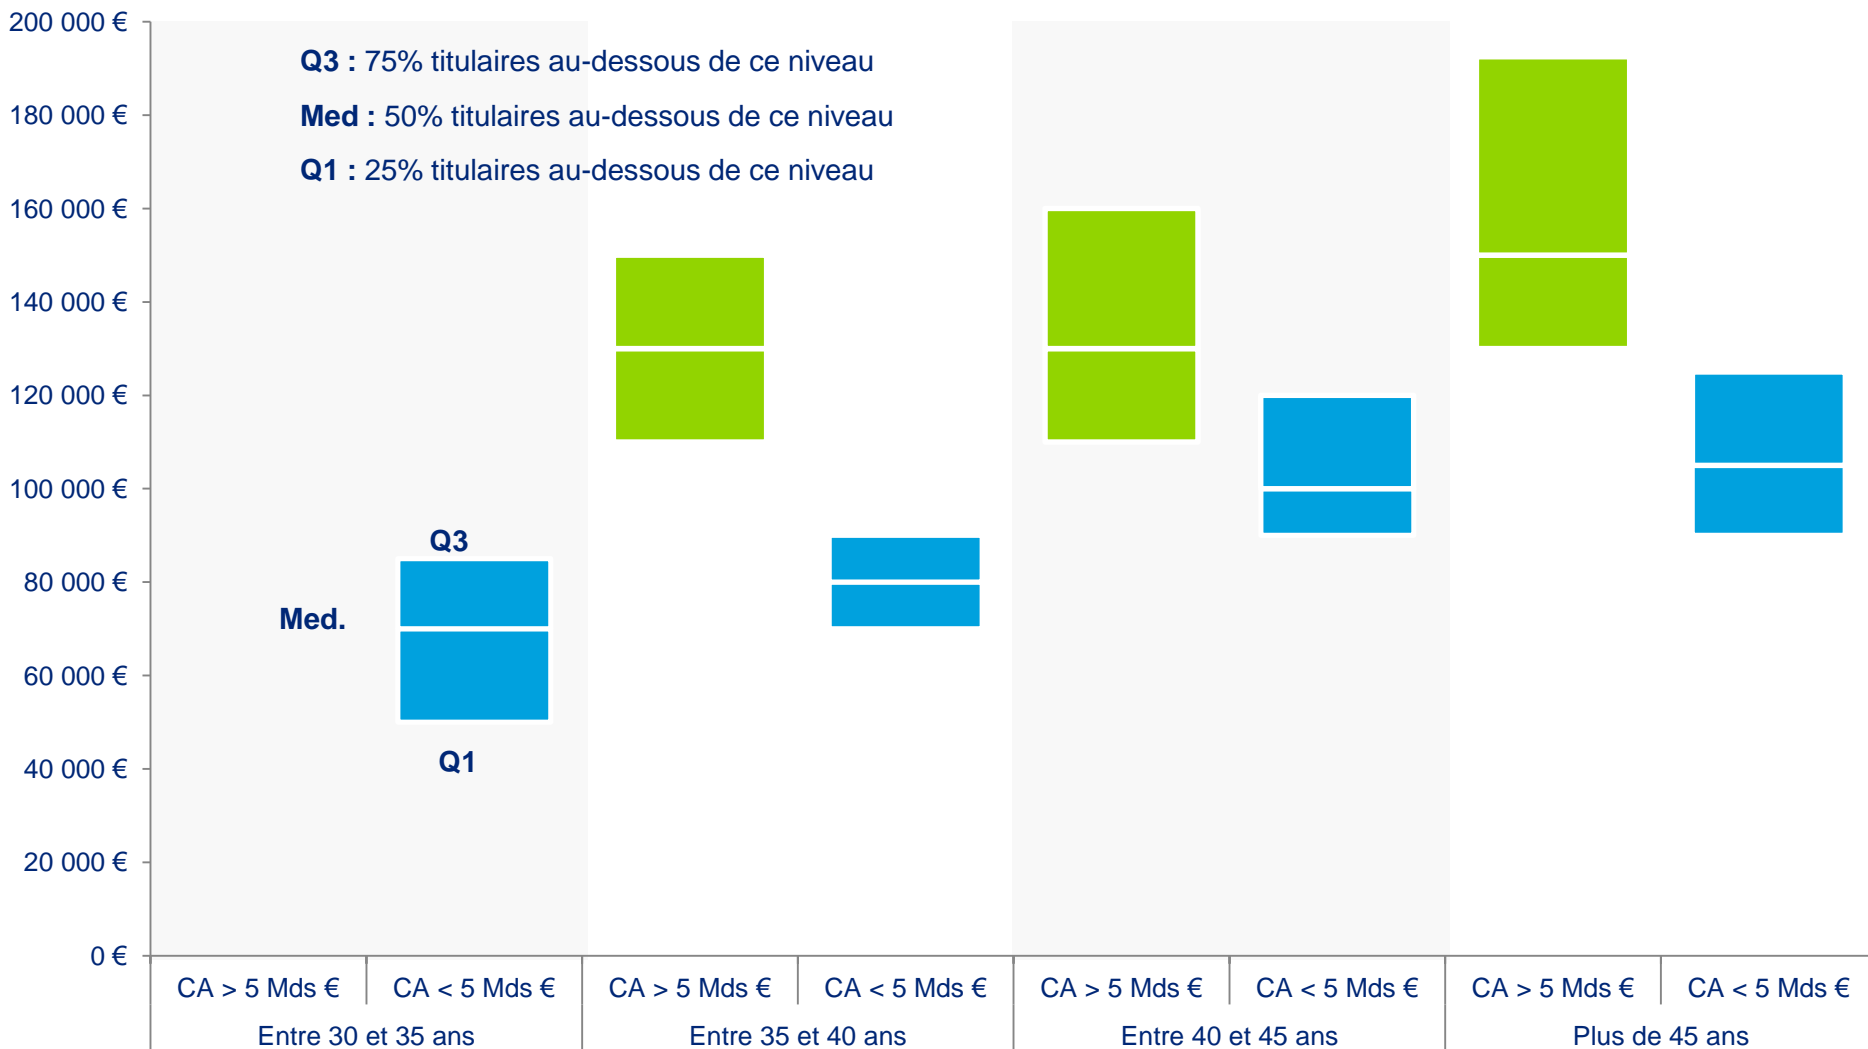 200 000 €
180 000 €
160 000 €
140 000 €
120 000 €
100 000 €
80 000 €
60 000 €
40 000 €
20 000 €
0 €
Q3 : 75% titulaires au-dessous de ce niveau
Med : 50% titulaires au-dessous de ce niveau
Q1 : 25% titulaires au-dessous de ce niveau
Q3
Med.
Q1
CA > 5 Mds € CA < 5 Mds € CA > 5 Mds € CA < 5 Mds € CA > 5 Mds € CA < 5 Mds € CA > 5 Mds € CA < 5 Mds €
Entre 30 et 35 ans Entre 35 et 40 ans Entre 40 et 45 ans Plus de 45 ans